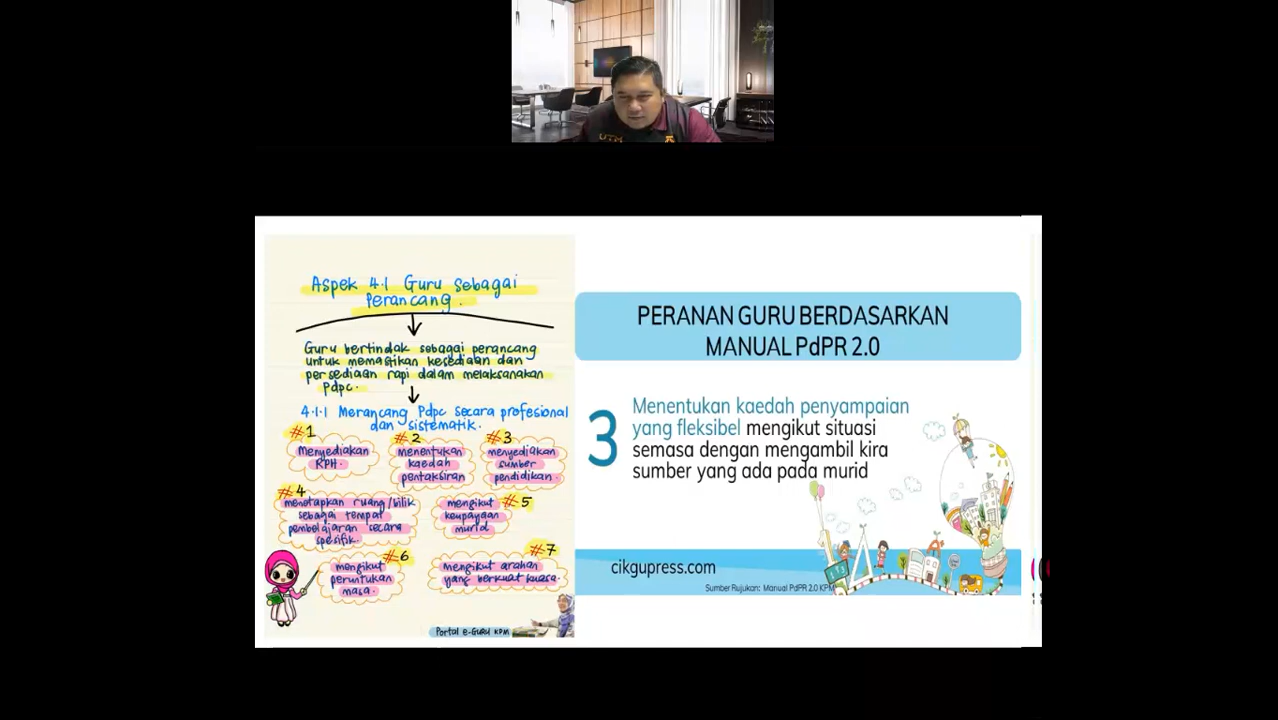 UTM
Aspek 4.1 Guru Sebagai
Perancang.
Guru bertindak sebagai perancang
untuk memastikan kesediaan dan
persediaan rapi dalam melaksanakan
Pdpc.
4.1.1 Merancang Pdpc secara profesional
dan sistematik.
#1
menyediakan
RPH.
#2
menentukan
kaedah
pentaksiran
#3
menyediakan
sumber
pendidikan.
#4
menetapkan ruang/bilik
sebagai tempat
pembelajaran secara
spesifik.
#5
mengikut
keupayaan
murid
#6
mengikut
peruntukan
masa.
#7
mengikut arahan
yang berkuat kuasa.
Portal e-GURU KPM
PERANAN GURU BERDASARKAN
MANUAL PdPR 2.0
3
Menentukan kaedah penyampaian
yang fleksibel mengikut situasi
semasa dengan mengambil kira
sumber yang ada pada murid
cikgupress.com
Sumber Rujukan: Manual PdPR 2.0 KPM